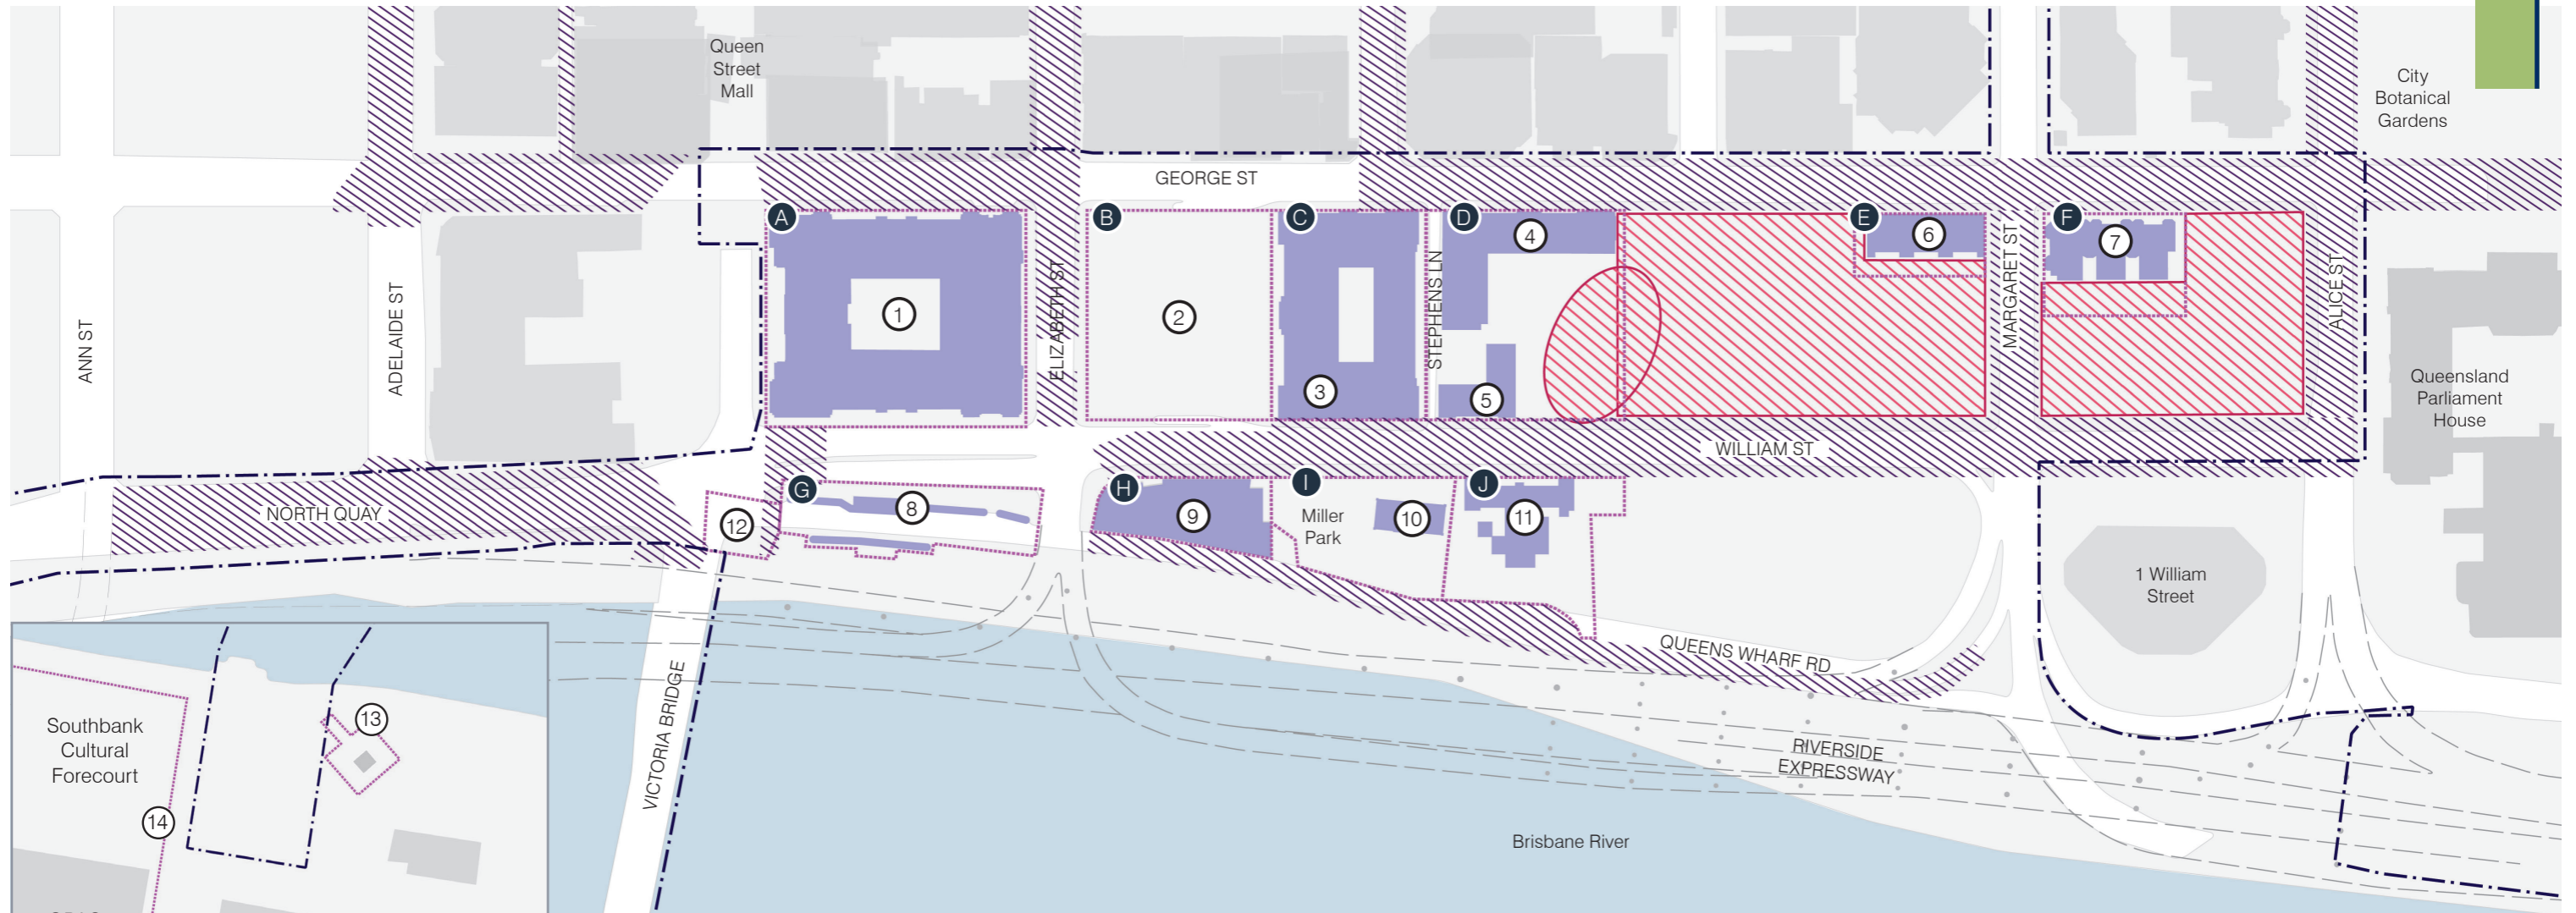 Queen
Street
Mall
City
Botanical
Gardens
GEORGE ST
A
B
C
D
E
F
1
2
3
4
5
6
7
ANN ST
ADELAIDE ST
ELIZABETH ST
STEPHENS LN
MARGARET ST
ALICE ST
Queensland
Parliament
House
WILLIAM ST
NORTH QUAY
G
H
I
J
8
9
Miller
Park
10
11
12
1 William
Street
QUEENS WHARF RD
VICTORIA BRIDGE
RIVERSIDE
EXPRESSWAY
Brisbane River
Southbank
Cultural
Forecourt
13
14